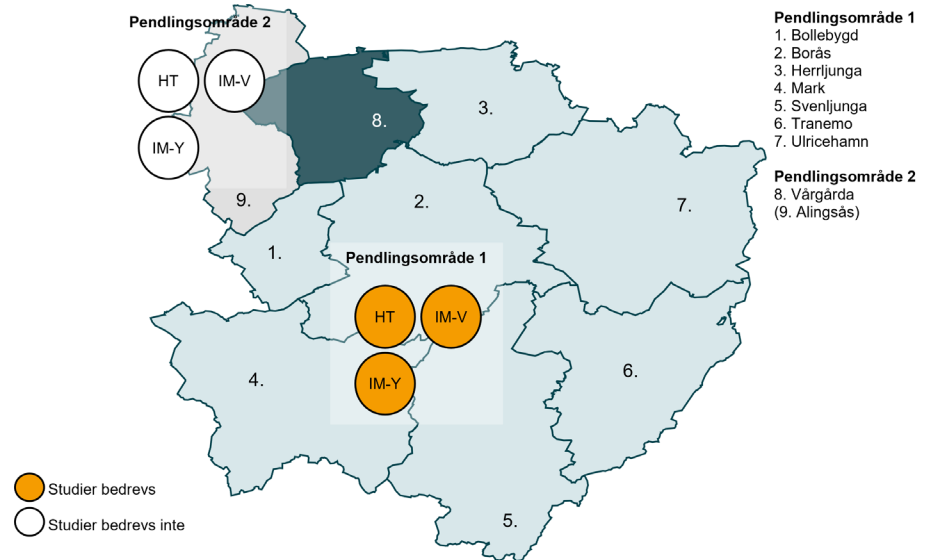 Pendlingsområde 2
HT
IM-V
IM-Y
8.
9.
3.
2.
7.
1.
Pendlingsområde 1
HT
IM-V
IM-Y
4.
6.
5.
Studier bedrevs
Studier bedrevs inte
Pendlingsområde 1
1. Bollebygd
2. Borås
3. Herrljunga
4. Mark
5. Svenljunga
6. Tranemo
7. Ulricehamn
Pendlingsområde 2
8. Vårgårda
(9. Alingsås)